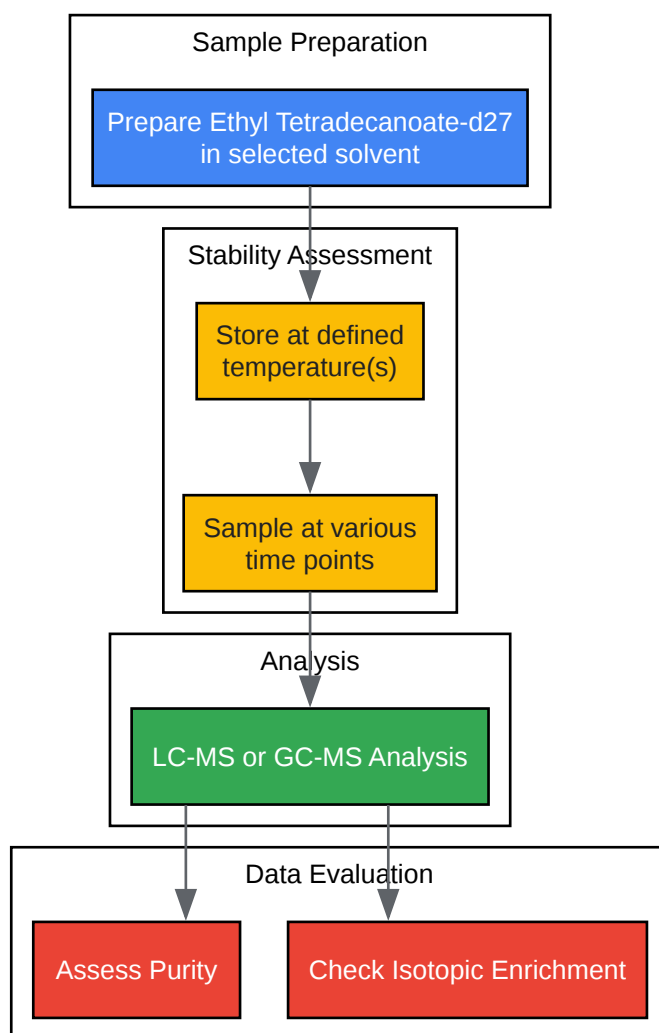 Sample Preparation
Prepare Ethyl Tetradecanoate-d27
in selected solvent
Stability Assessment
Store at defined
temperature(s)
Sample at various
time points
Analysis
LC-MS or GC-MS Analysis
Data Evaluation
Assess Purity
Check Isotopic Enrichment